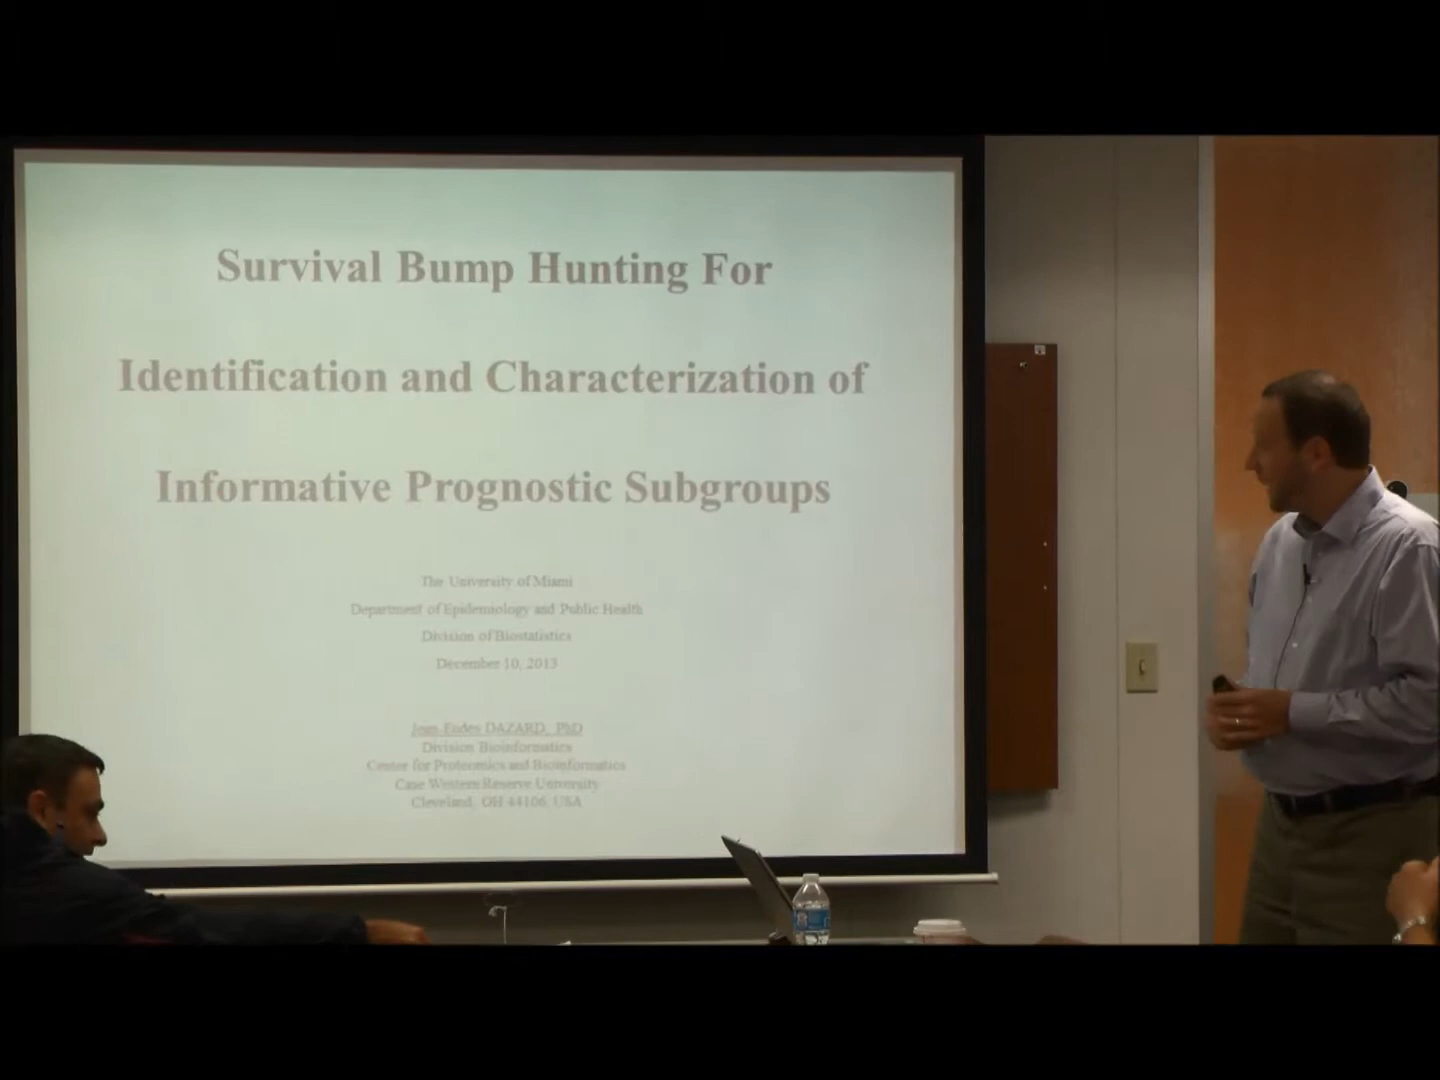 Survival Bump Hunting For
Identification and Characterization of
Informative Prognostic Subgroups
The University of Miami
Department of Epidemiology and Public Health
Division of Biostatistics
December 10, 2013
Jean-Eudes DAZARD, PhD
Division Bioinformatics
Center for Proteomics and Bioinformatics
Case Western Reserve University
Cleveland, OH 44106, USA